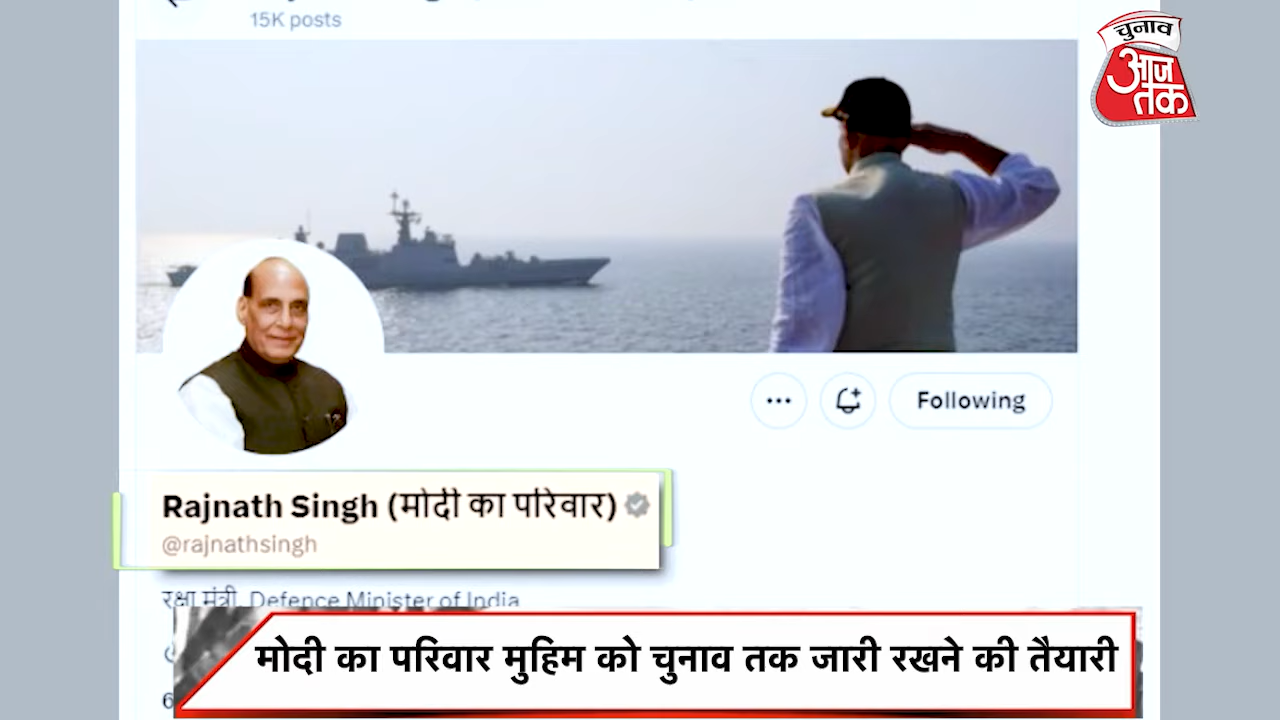 15K posts
चुनाव
आज
तक
Following
Rajnath Singh (मोदी का परिवार)
@rajnathsingh
रक्षा मंत्री, Defence Minister of India
मोदी का परिवार मुहिम को चुनाव तक जारी रखने की तैयारी